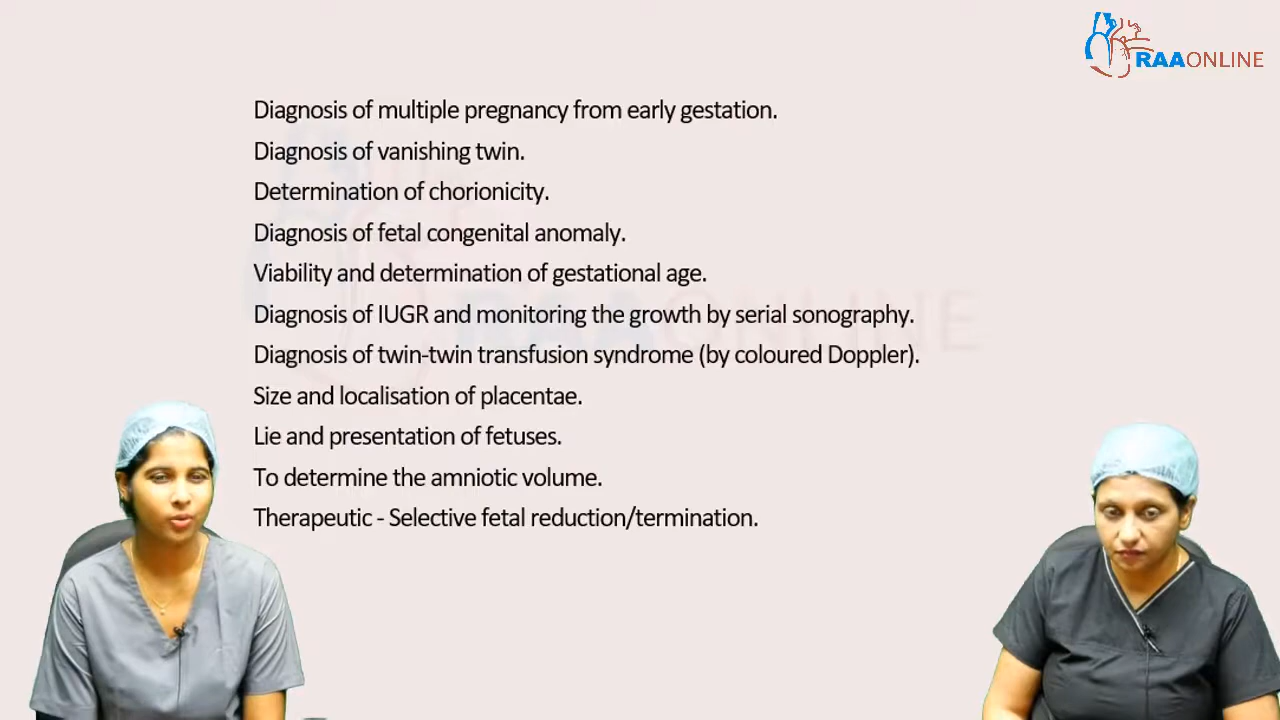 RAAONLINE
Diagnosis of multiple pregnancy from early gestation.
Diagnosis of vanishing twin.
Determination of chorionicity.
Diagnosis of fetal congenital anomaly.
Viability and determination of gestational age.
Diagnosis of IUGR and monitoring the growth by serial sonography.
Diagnosis of twin-twin transfusion syndrome (by coloured Doppler).
Size and localisation of placentae.
Lie and presentation of fetuses.
To determine the amniotic volume.
Therapeutic - Selective fetal reduction/termination.
RAAONLINE